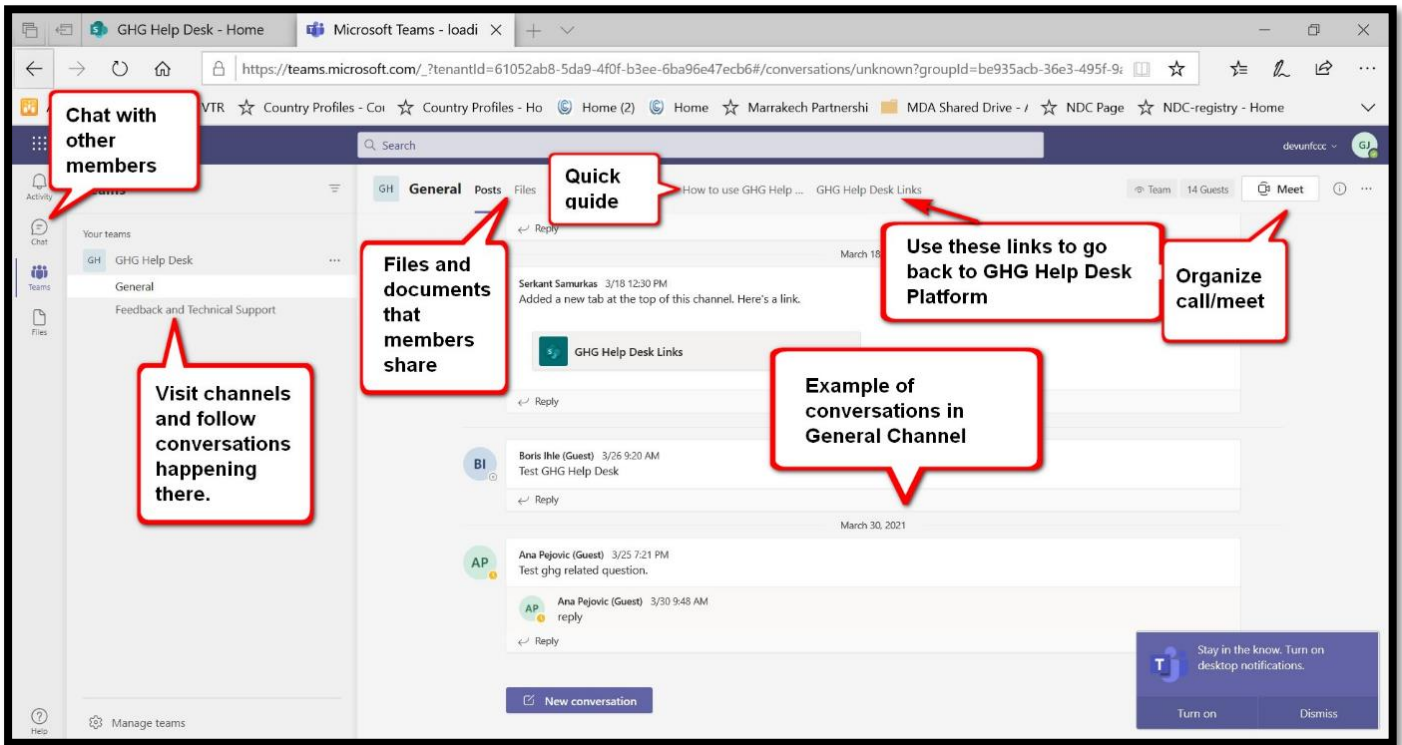 GHG Help Desk - Home
Microsoft Teams - loadi
https://teams.microsoft.com/_?tenantId=61052ab8-5da9-4f0f-b3ee-6ba96e47ecb6#/conversations/unknown?groupId=be935acb-36e3-495f-9
VTR Country Profiles - Co Country Profiles - Ho Home (2) Home Marrakech Partnershi MDA Shared Drive - NDC Page NDC-registry - Home
Chat with
other
members
Search
devunfccc
GJ
Activity
Chat
Teams
Files
Your teams
GH GHG Help Desk ...
General
Feedback and Technical Support
GH General Posts Files
Quick
guide
How to use GHG Help ... GHG Help Desk Links
Team 14 Guests Meet
Reply
March 18
Files and
documents
that
members
share
Use these links to go
back to GHG Help Desk
Platform
Organize
call/meet
Serkant Samurkas 3/18 12:30 PM
Added a new tab at the top of this channel. Here's a link.
GHG Help Desk Links
Reply
Visit channels
and follow
conversations
happening
there.
Example of
conversations in
General Channel
BI
Boris Ihle (Guest) 3/26 9:20 AM
Test GHG Help Desk
Reply
March 30, 2021
AP
Ana Pejovic (Guest) 3/25 7:21 PM
Test ghg related question.
AP
Ana Pejovic (Guest) 3/30 9:48 AM
reply
Reply
New conversation
Stay in the know. Turn on
desktop notifications.
Turn on Dismiss
Help
Manage teams